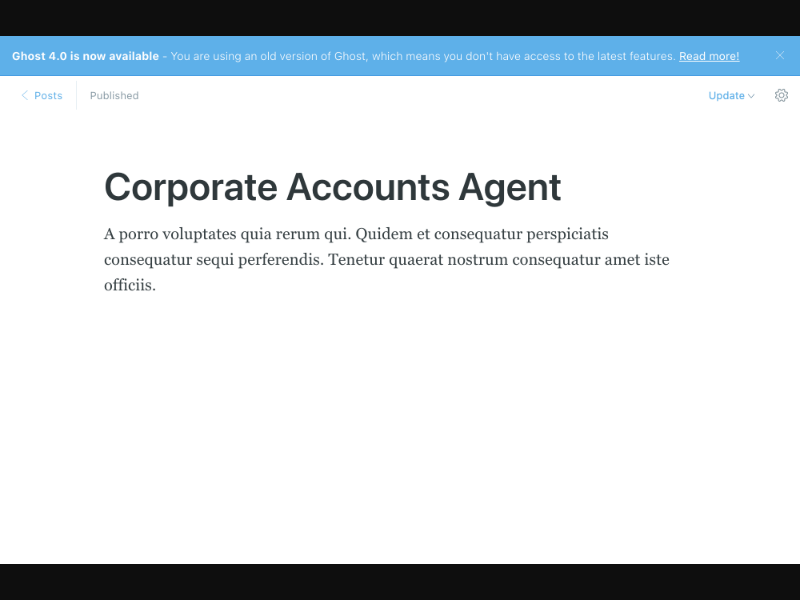 Ghost 4.0 is now available - You are using an old version of Ghost, which means you don't have access to the latest features. Read more!
Posts
Published
Update
Corporate Accounts Agent
A porro voluptates quia rerum qui. Quidem et consequatur perspiciatis
consequatur sequi perferendis. Tenetur quaerat nostrum consequatur amet iste
officiis.